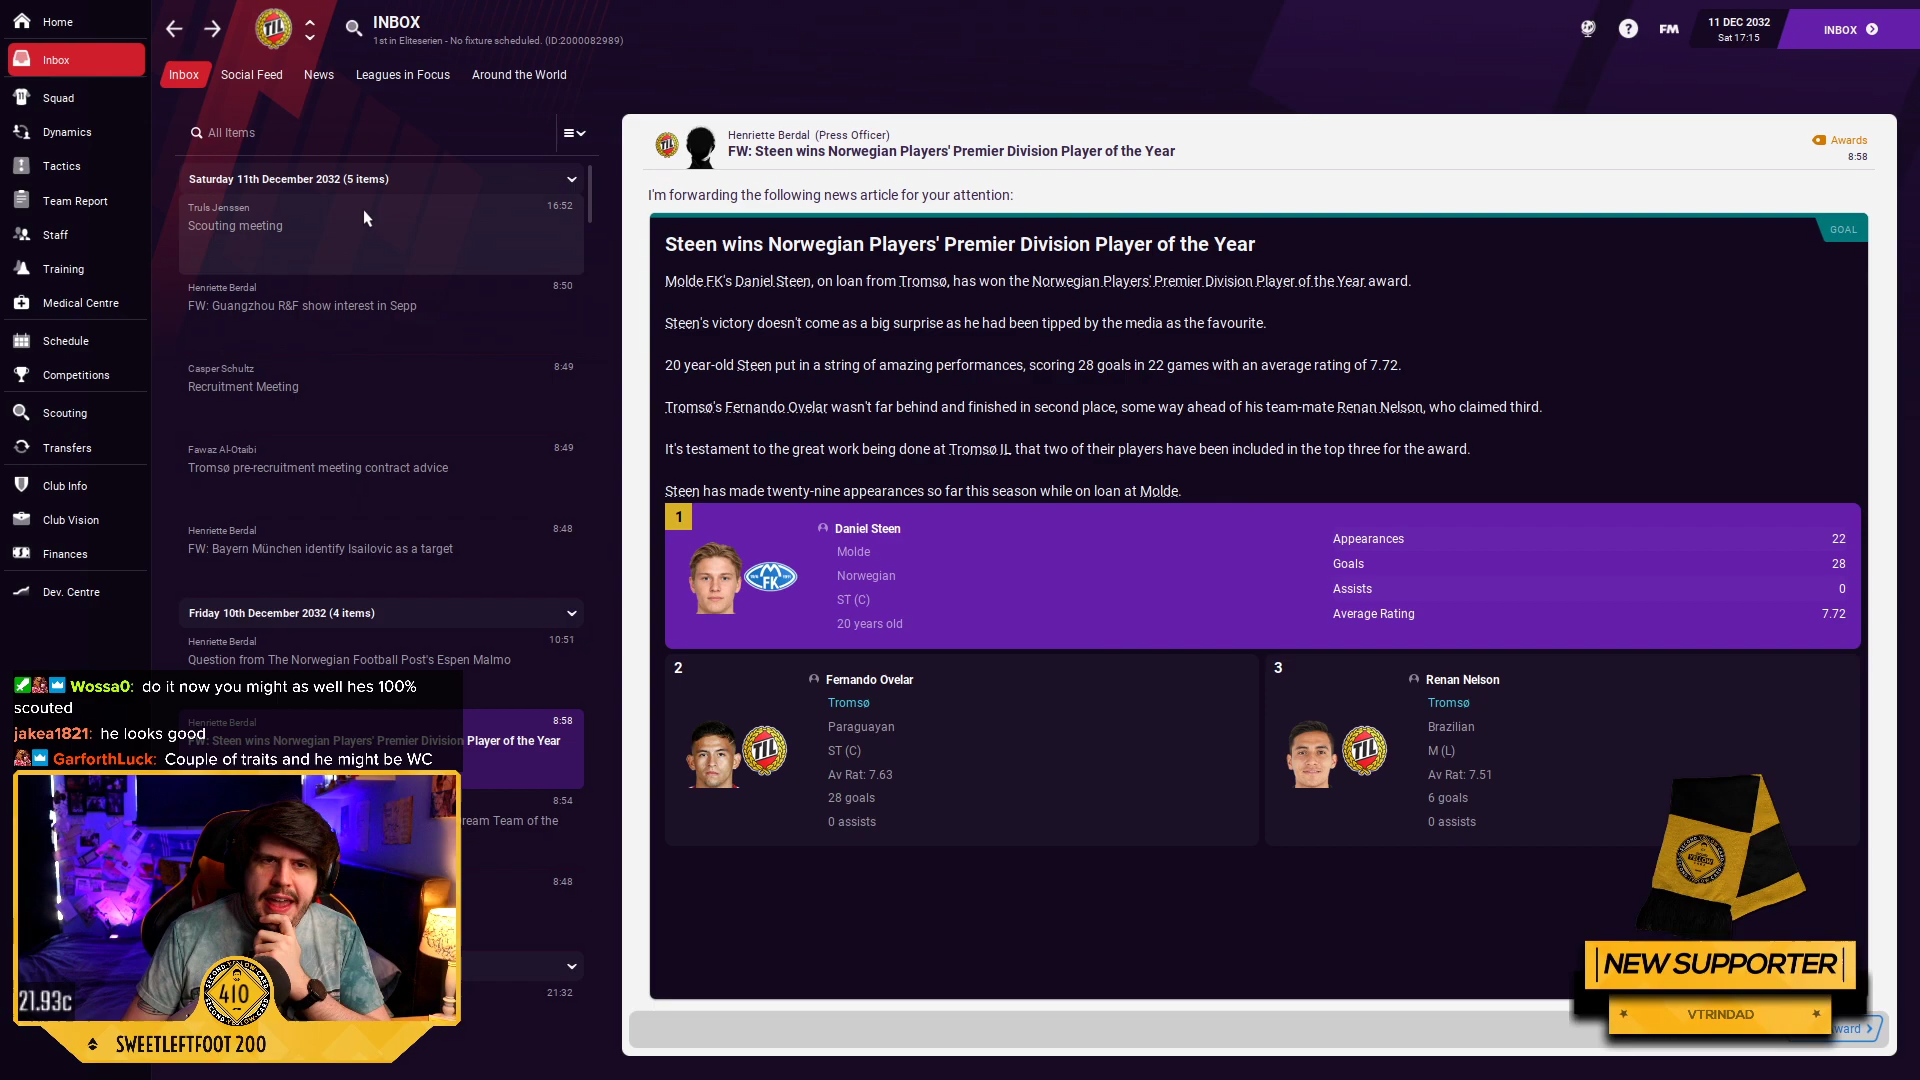 Home
Inbox
Squad
Dynamics
Tactics
Team Report
Staff
Training
Medical Centre
Schedule
Competitions
Scouting
Transfers
Club Info
Club Vision
Finances
Dev. Centre
TIL
INBOX
1st in Eliteserien - No fixture scheduled. (ID:2000082989)
FM
11 DEC 2032
Sat 17:15
INBOX
Inbox Social Feed News Leagues in Focus Around the World
All Items
Saturday 11th December 2032 (5 items)
Truls Jenssen 16:52
Scouting meeting
Henriette Berdal 8:50
FW: Guangzhou R&F show interest in Sepp
Casper Schultz 8:49
Recruitment Meeting
Fawaz Al-Otaibi 8:49
Tromsø pre-recruitment meeting contract advice
Henriette Berdal 8:48
FW: Bayern München identify Isailovic as a target
Friday 10th December 2032 (4 items)
Henriette Berdal 10:51
Question from The Norwegian Football Post's Espen Malmo
Henriette Berdal 8:58
FW: Steen wins Norwegian Players' Premier Division Player of the Year
8:54
ream Team of the
8:48
21:32
Wossa0: do it now you might as well hes 100%
scouted
jakea1821: he looks good
GarforthLuck: Couple of traits and he might be WC
21.93c
SECOND YELLOW CARD
410
SWEETLEFTFOOT 200
Henriette Berdal (Press Officer)
FW: Steen wins Norwegian Players' Premier Division Player of the Year
Awards
8:58
I'm forwarding the following news article for your attention:
GOAL
Steen wins Norwegian Players' Premier Division Player of the Year
Molde FK's Daniel Steen, on loan from Tromsø, has won the Norwegian Players' Premier Division Player of the Year award.
Steen's victory doesn't come as a big surprise as he had been tipped by the media as the favourite.
20 year-old Steen put in a string of amazing performances, scoring 28 goals in 22 games with an average rating of 7.72.
Tromsø's Fernando Ovelar wasn't far behind and finished in second place, some way ahead of his team-mate Renan Nelson, who claimed third.
It's testament to the great work being done at Tromsø IL that two of their players have been included in the top three for the award.
Steen has made twenty-nine appearances so far this season while on loan at Molde.
1
Daniel Steen
Molde
Norwegian
ST (C)
20 years old
Appearances 22
Goals 28
Assists 0
Average Rating 7.72
2
Fernando Ovelar
Tromsø
Paraguayan
ST (C)
Av Rat: 7.63
28 goals
0 assists
3
Renan Nelson
Tromsø
Brazilian
M (L)
Av Rat: 7.51
6 goals
0 assists
NEW SUPPORTER
VTRINDAD
ward